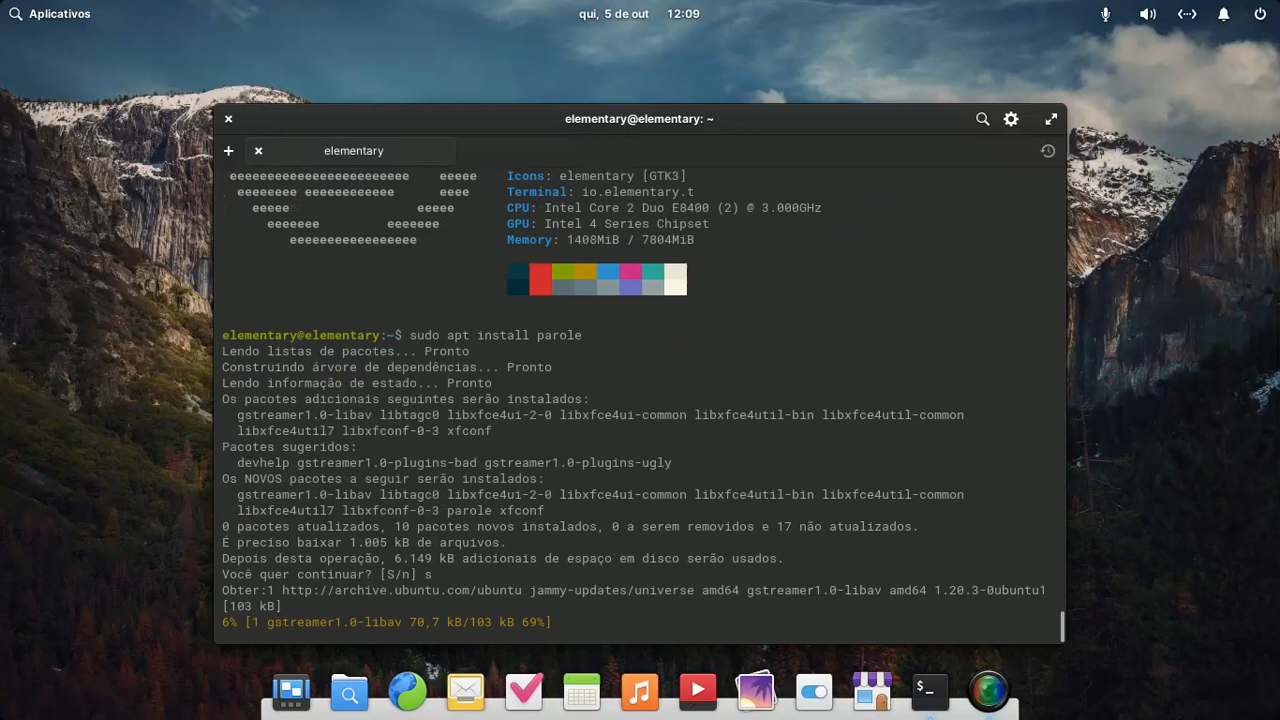 Aplicativos
qui, 5 de out 12:09
elementary@elementary: ~
elementary
eeeeeeeeeeeeeeeeeeeeeeee eeeee Icons: elementary [GTK3]
eeeeeeee eeeeeeeeeeee eeee Terminal: io.elementary.t
eeeee eeeee CPU: Intel Core 2 Duo E8400 (2) @ 3.000GHz
eeeeeee eeeeeee GPU: Intel 4 Series Chipset
eeeeeeeeeeeeeeeee Memory: 1408MiB / 7804MiB
elementary@elementary:~$ sudo apt install parole
Lendo listas de pacotes... Pronto
Construindo árvore de dependências... Pronto
Lendo informação de estado... Pronto
Os pacotes adicionais seguintes serão instalados:
gstreamer1.0-libav libtagc0 libxfce4ui-2-0 libxfce4ui-common libxfce4util-bin libxfce4util-common
libxfce4util7 libxfconf-0-3 xfconf
Pacotes sugeridos:
devhelp gstreamer1.0-plugins-bad gstreamer1.0-plugins-ugly
Os NOVOS pacotes a seguir serão instalados:
gstreamer1.0-libav libtagc0 libxfce4ui-2-0 libxfce4ui-common libxfce4util-bin libxfce4util-common
libxfce4util7 libxfconf-0-3 parole xfconf
0 pacotes atualizados, 10 pacotes novos instalados, 0 a serem removidos e 17 não atualizados.
É preciso baixar 1.005 kB de arquivos.
Depois desta operação, 6.149 kB adicionais de espaço em disco serão usados.
Você quer continuar? [S/n] s
Obter:1 http://archive.ubuntu.com/ubuntu jammy-updates/universe amd64 gstreamer1.0-libav amd64 1.20.3-0ubuntu1
[103 kB]
6% [1 gstreamer1.0-libav 70,7 kB/103 kB 69%]
$ _